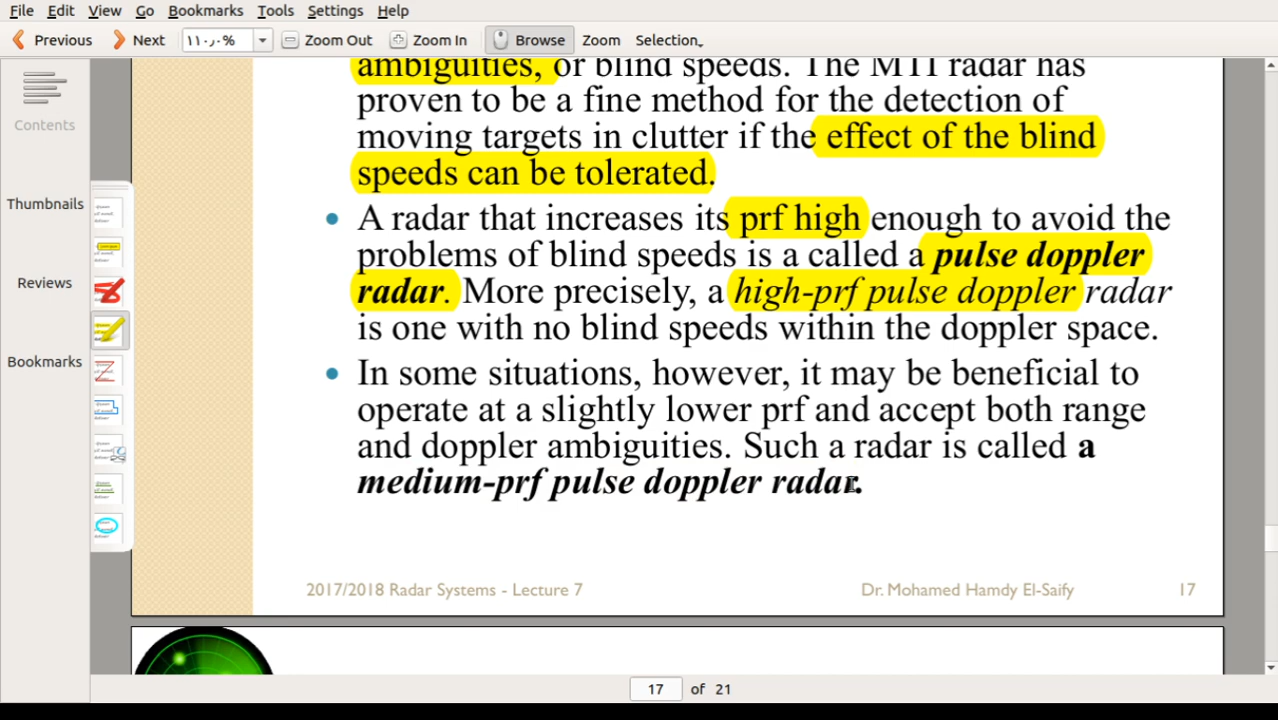 File Edit View Go Bookmarks Tools Settings Help
Previous Next ١١٠٫٠% Zoom Out Zoom In Browse Zoom Selection
Contents
Thumbnails
Reviews
Bookmarks
ambiguities, or blind speeds. The MTI radar has
proven to be a fine method for the detection of
moving targets in clutter if the effect of the blind
speeds can be tolerated.
A radar that increases its prf high enough to avoid the
problems of blind speeds is a called a pulse doppler
radar. More precisely, a high-prf pulse doppler radar
is one with no blind speeds within the doppler space.
In some situations, however, it may be beneficial to
operate at a slightly lower prf and accept both range
and doppler ambiguities. Such a radar is called a
medium-prf pulse doppler radar.
2017/2018 Radar Systems - Lecture 7 Dr. Mohamed Hamdy El-Saify 17
17 of 21